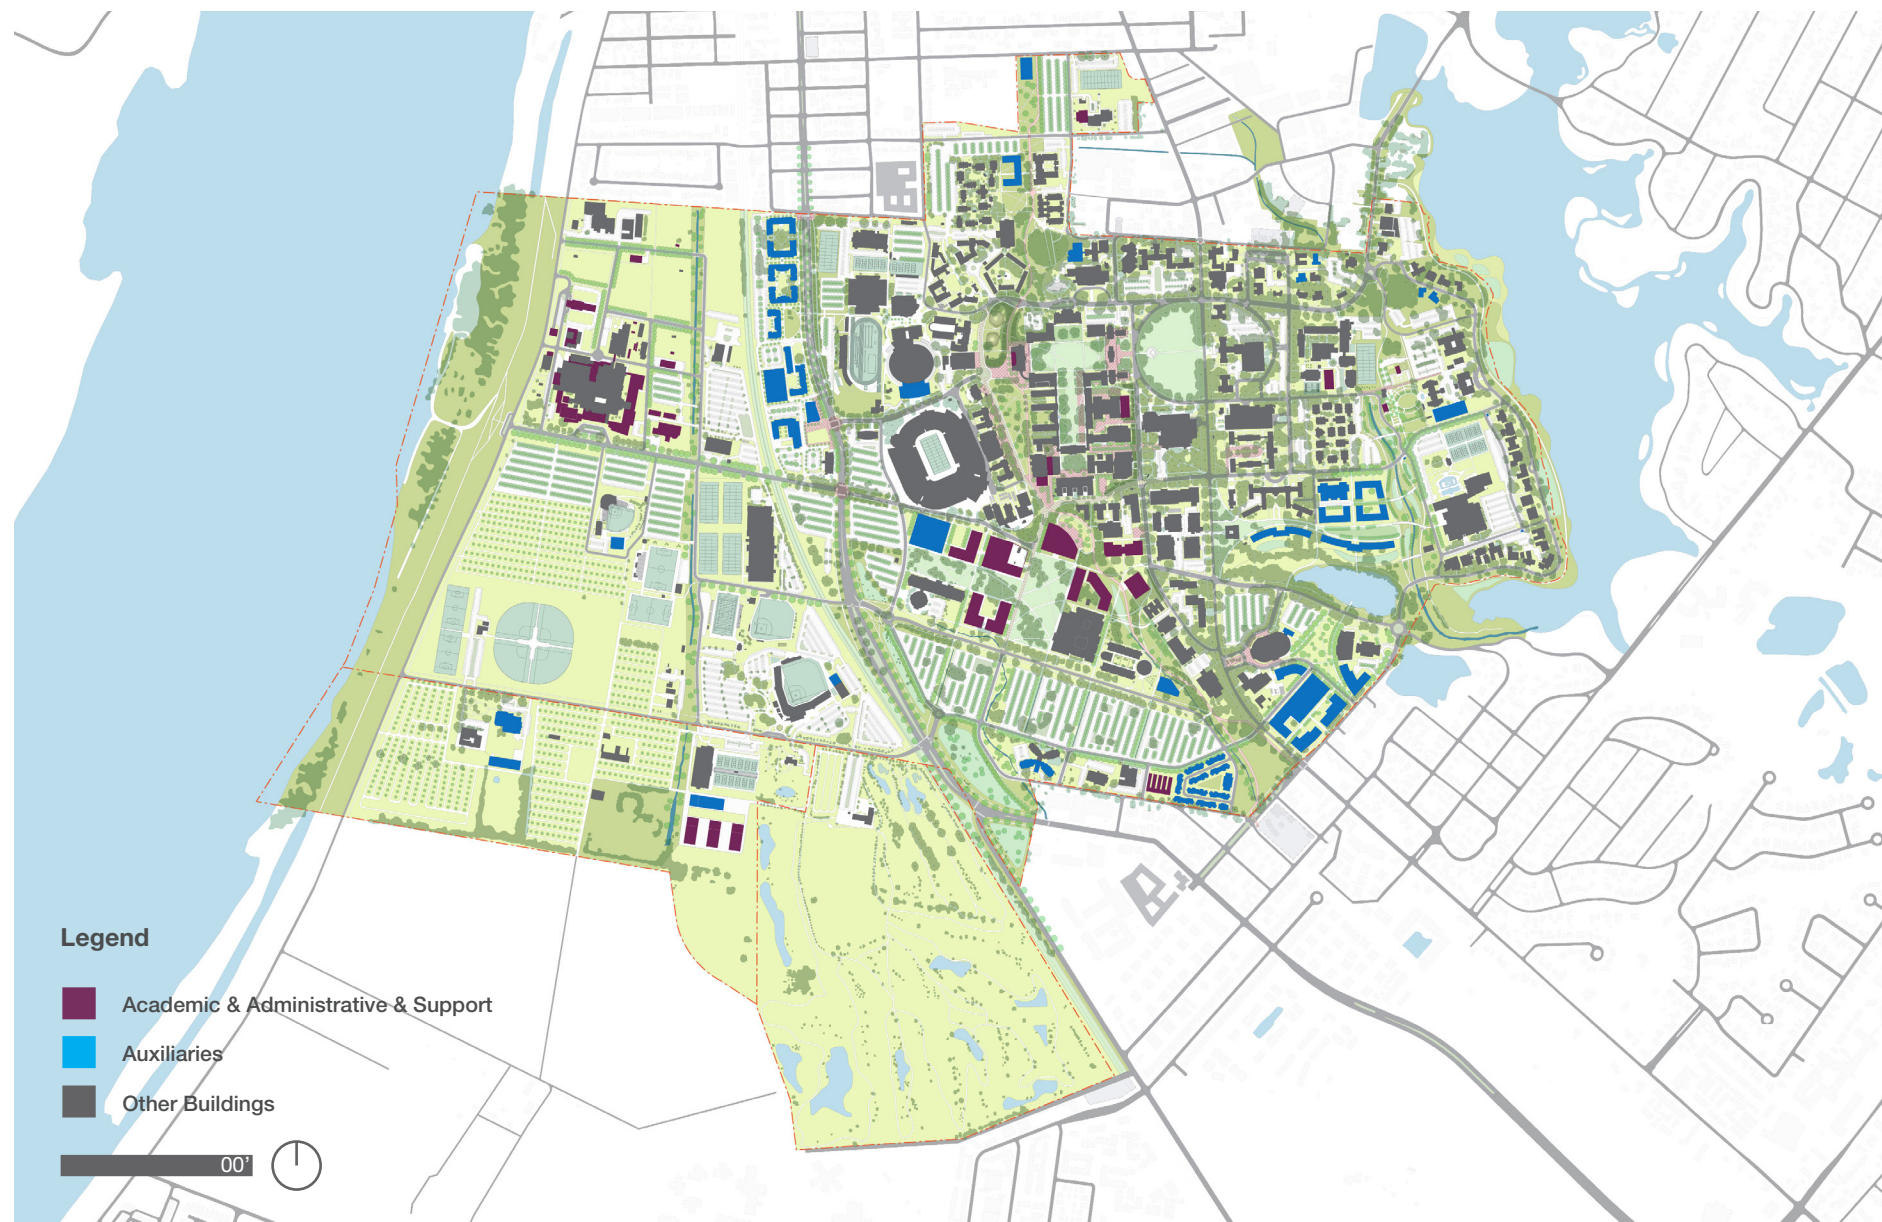 Legend
Academic & Administrative & Support
Auxiliaries
Other Buildings
00'